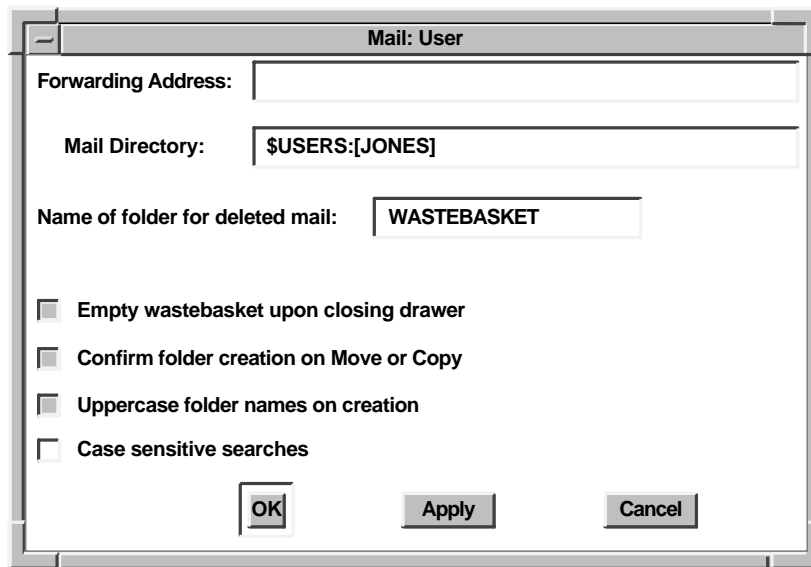 Mail: User
Forwarding Address:
Mail Directory: $USERS:[JONES]
Name of folder for deleted mail: WASTEBASKET
Empty wastebasket upon closing drawer
Confirm folder creation on Move or Copy
Uppercase folder names on creation
Case sensitive searches
OK Apply Cancel